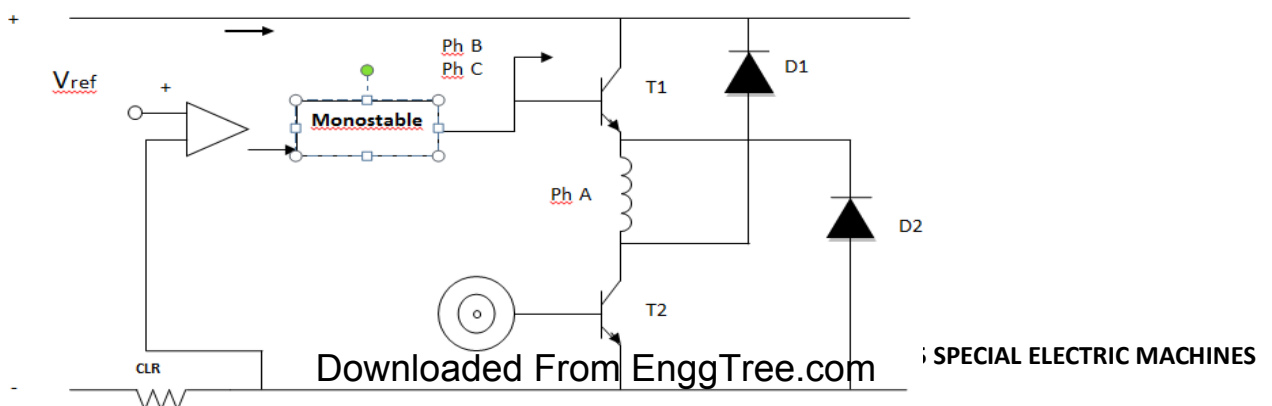 +
Vref
+
Ph B
Ph C
Monostable
T1
D1
Ph A
D2
T2
CLR
-
Downloaded From EnggTree.com
SPECIAL ELECTRIC MACHINES